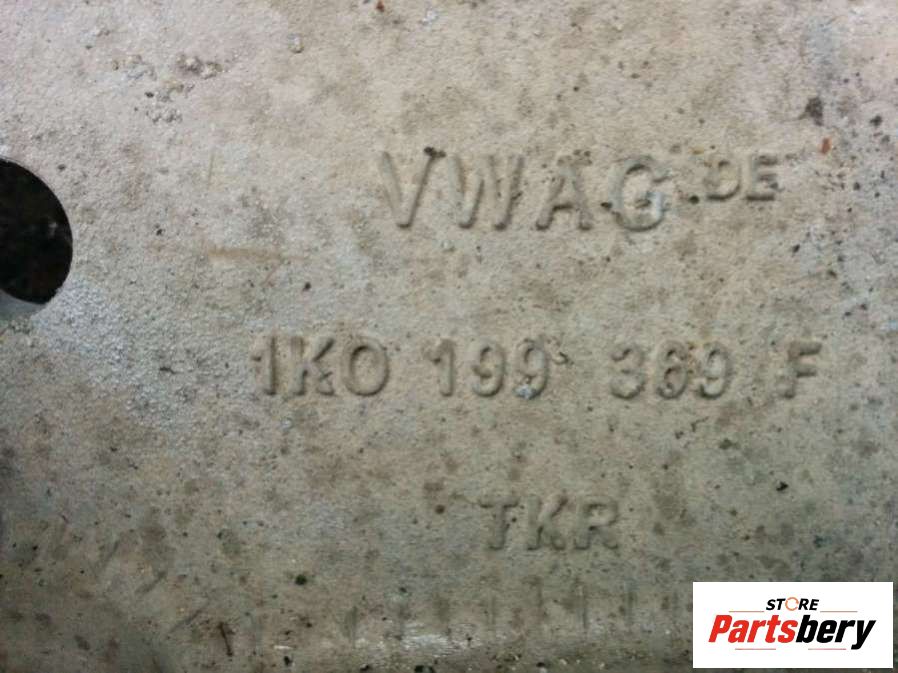 VWAG.DE
1K0 199 369 F
TKR
STORE
Partsbery